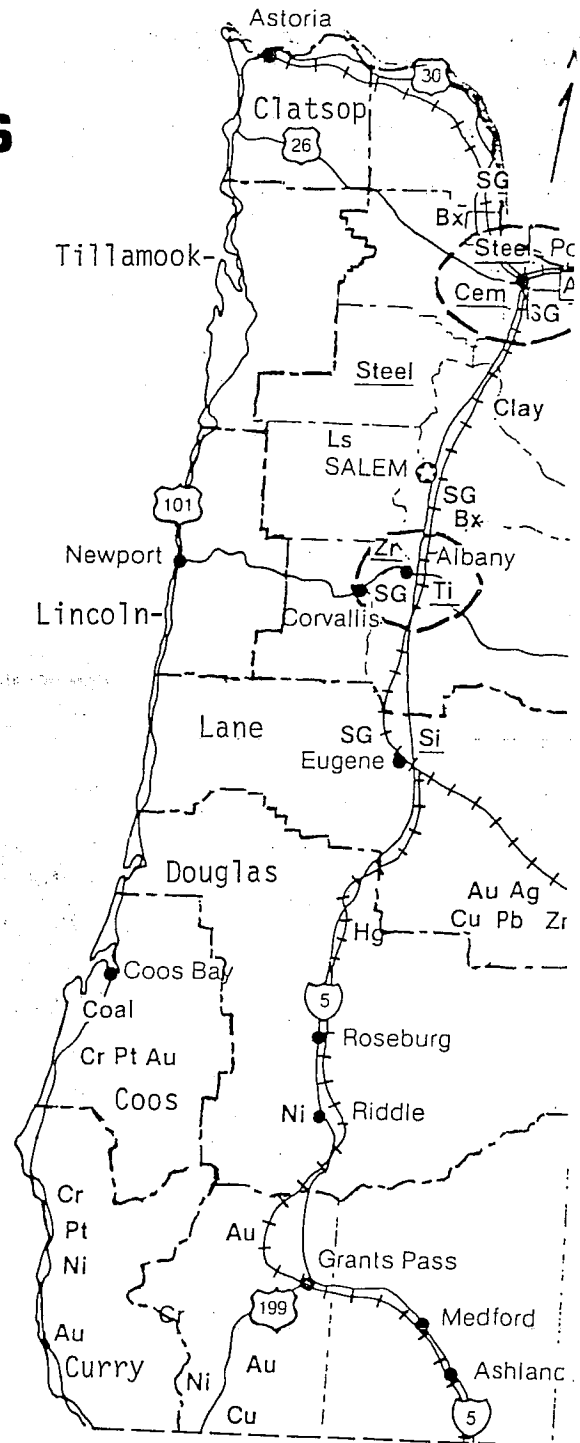 S
Astoria
30
Clatsop
26
SG
Bx
Steel
Tillamook
Cem
SG
Steel
Clay
Ls
SALEM
SG
101
Bx
Zr
Albany
Newport
SG
Ti
Corvallis
Lincoln
Lane
SG
Si
Eugene
Douglas
Au Ag
Cu Pb
Hg
Coos Bay
5
Coal
Roseburg
Cr Pt Au
Coos
Ni
Riddle
Cr
Pt
Au
Ni
Grants Pass
Cr
199
Medford
Au
Curry
Au
Ni
Ashland
Cu
5